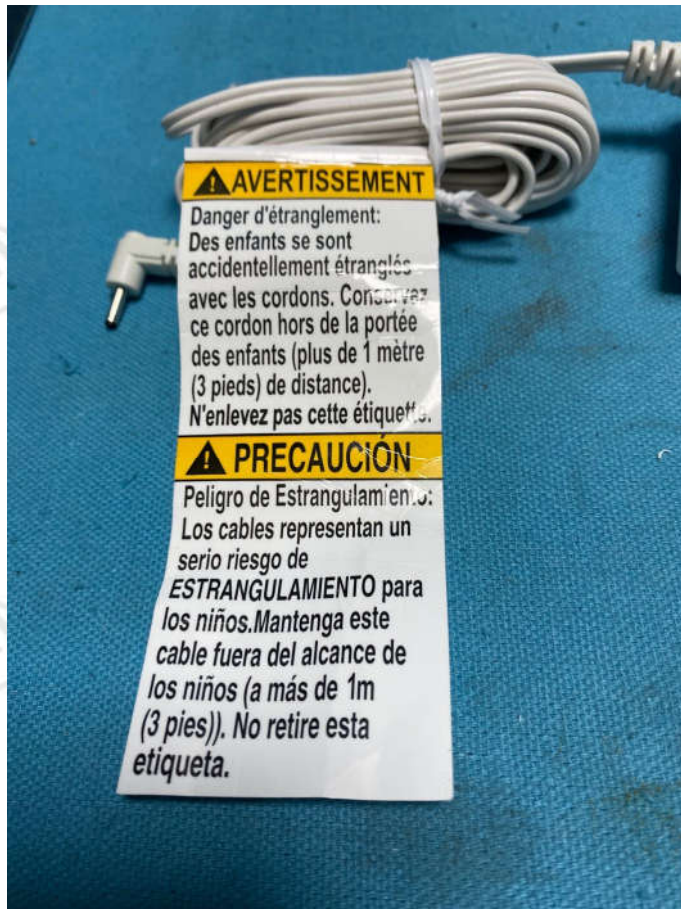 AVERTISSEMENT
Danger d'étranglement:
Des enfants se sont
accidentellement étranglés
avec les cordons. Conservez
ce cordon hors de la portée
des enfants (plus de 1 mètre
(3 pieds) de distance).
N'enlevez pas cette étiquette.
PRECAUCIÓN
Peligro de Estrangulamiento:
Los cables representan un
serio riesgo de
ESTRANGULAMIENTO para
los niños.Mantenga este
cable fuera del alcance de
los niños (a más de 1m
(3 pies)). No retire esta
etiqueta.